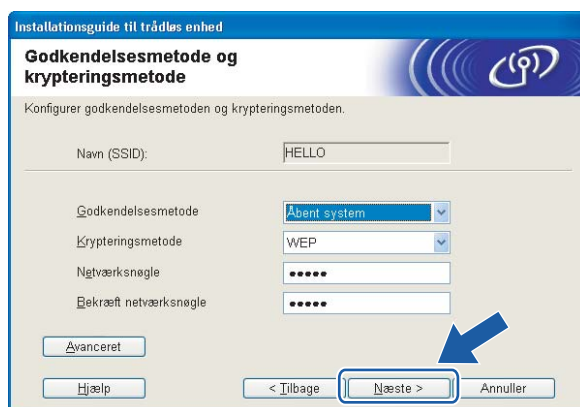 Installationsguide til trådløs enhed
Godkendelsesmetode og
krypteringsmetode
Konfigurer godkendelsesmetoden og krypteringsmetoden.
Navn (SSID): HELLO
Godkendelsesmetode Åbent system
Krypteringsmetode WEP
Netværksnøgle •••••
Bekræft netværksnøgle •••••
Avanceret
Hjælp < Tilbage Næste > Annuller